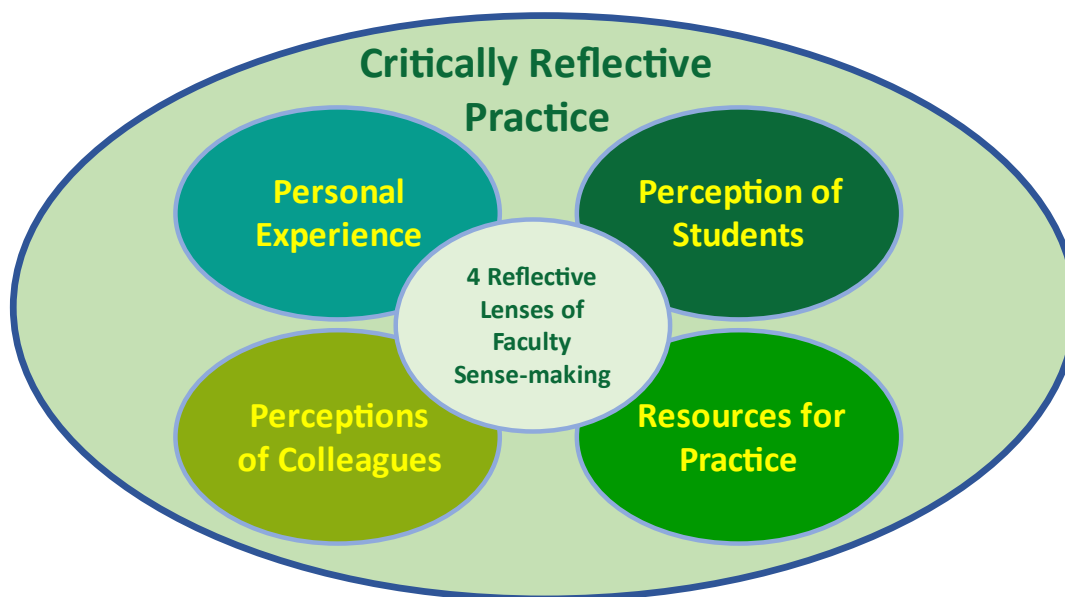 Critically Reflective
Practice
Personal
Experience
Perception of
Students
4 Reflective
Lenses of
Faculty
Sense-making
Perceptions
of Colleagues
Resources for
Practice